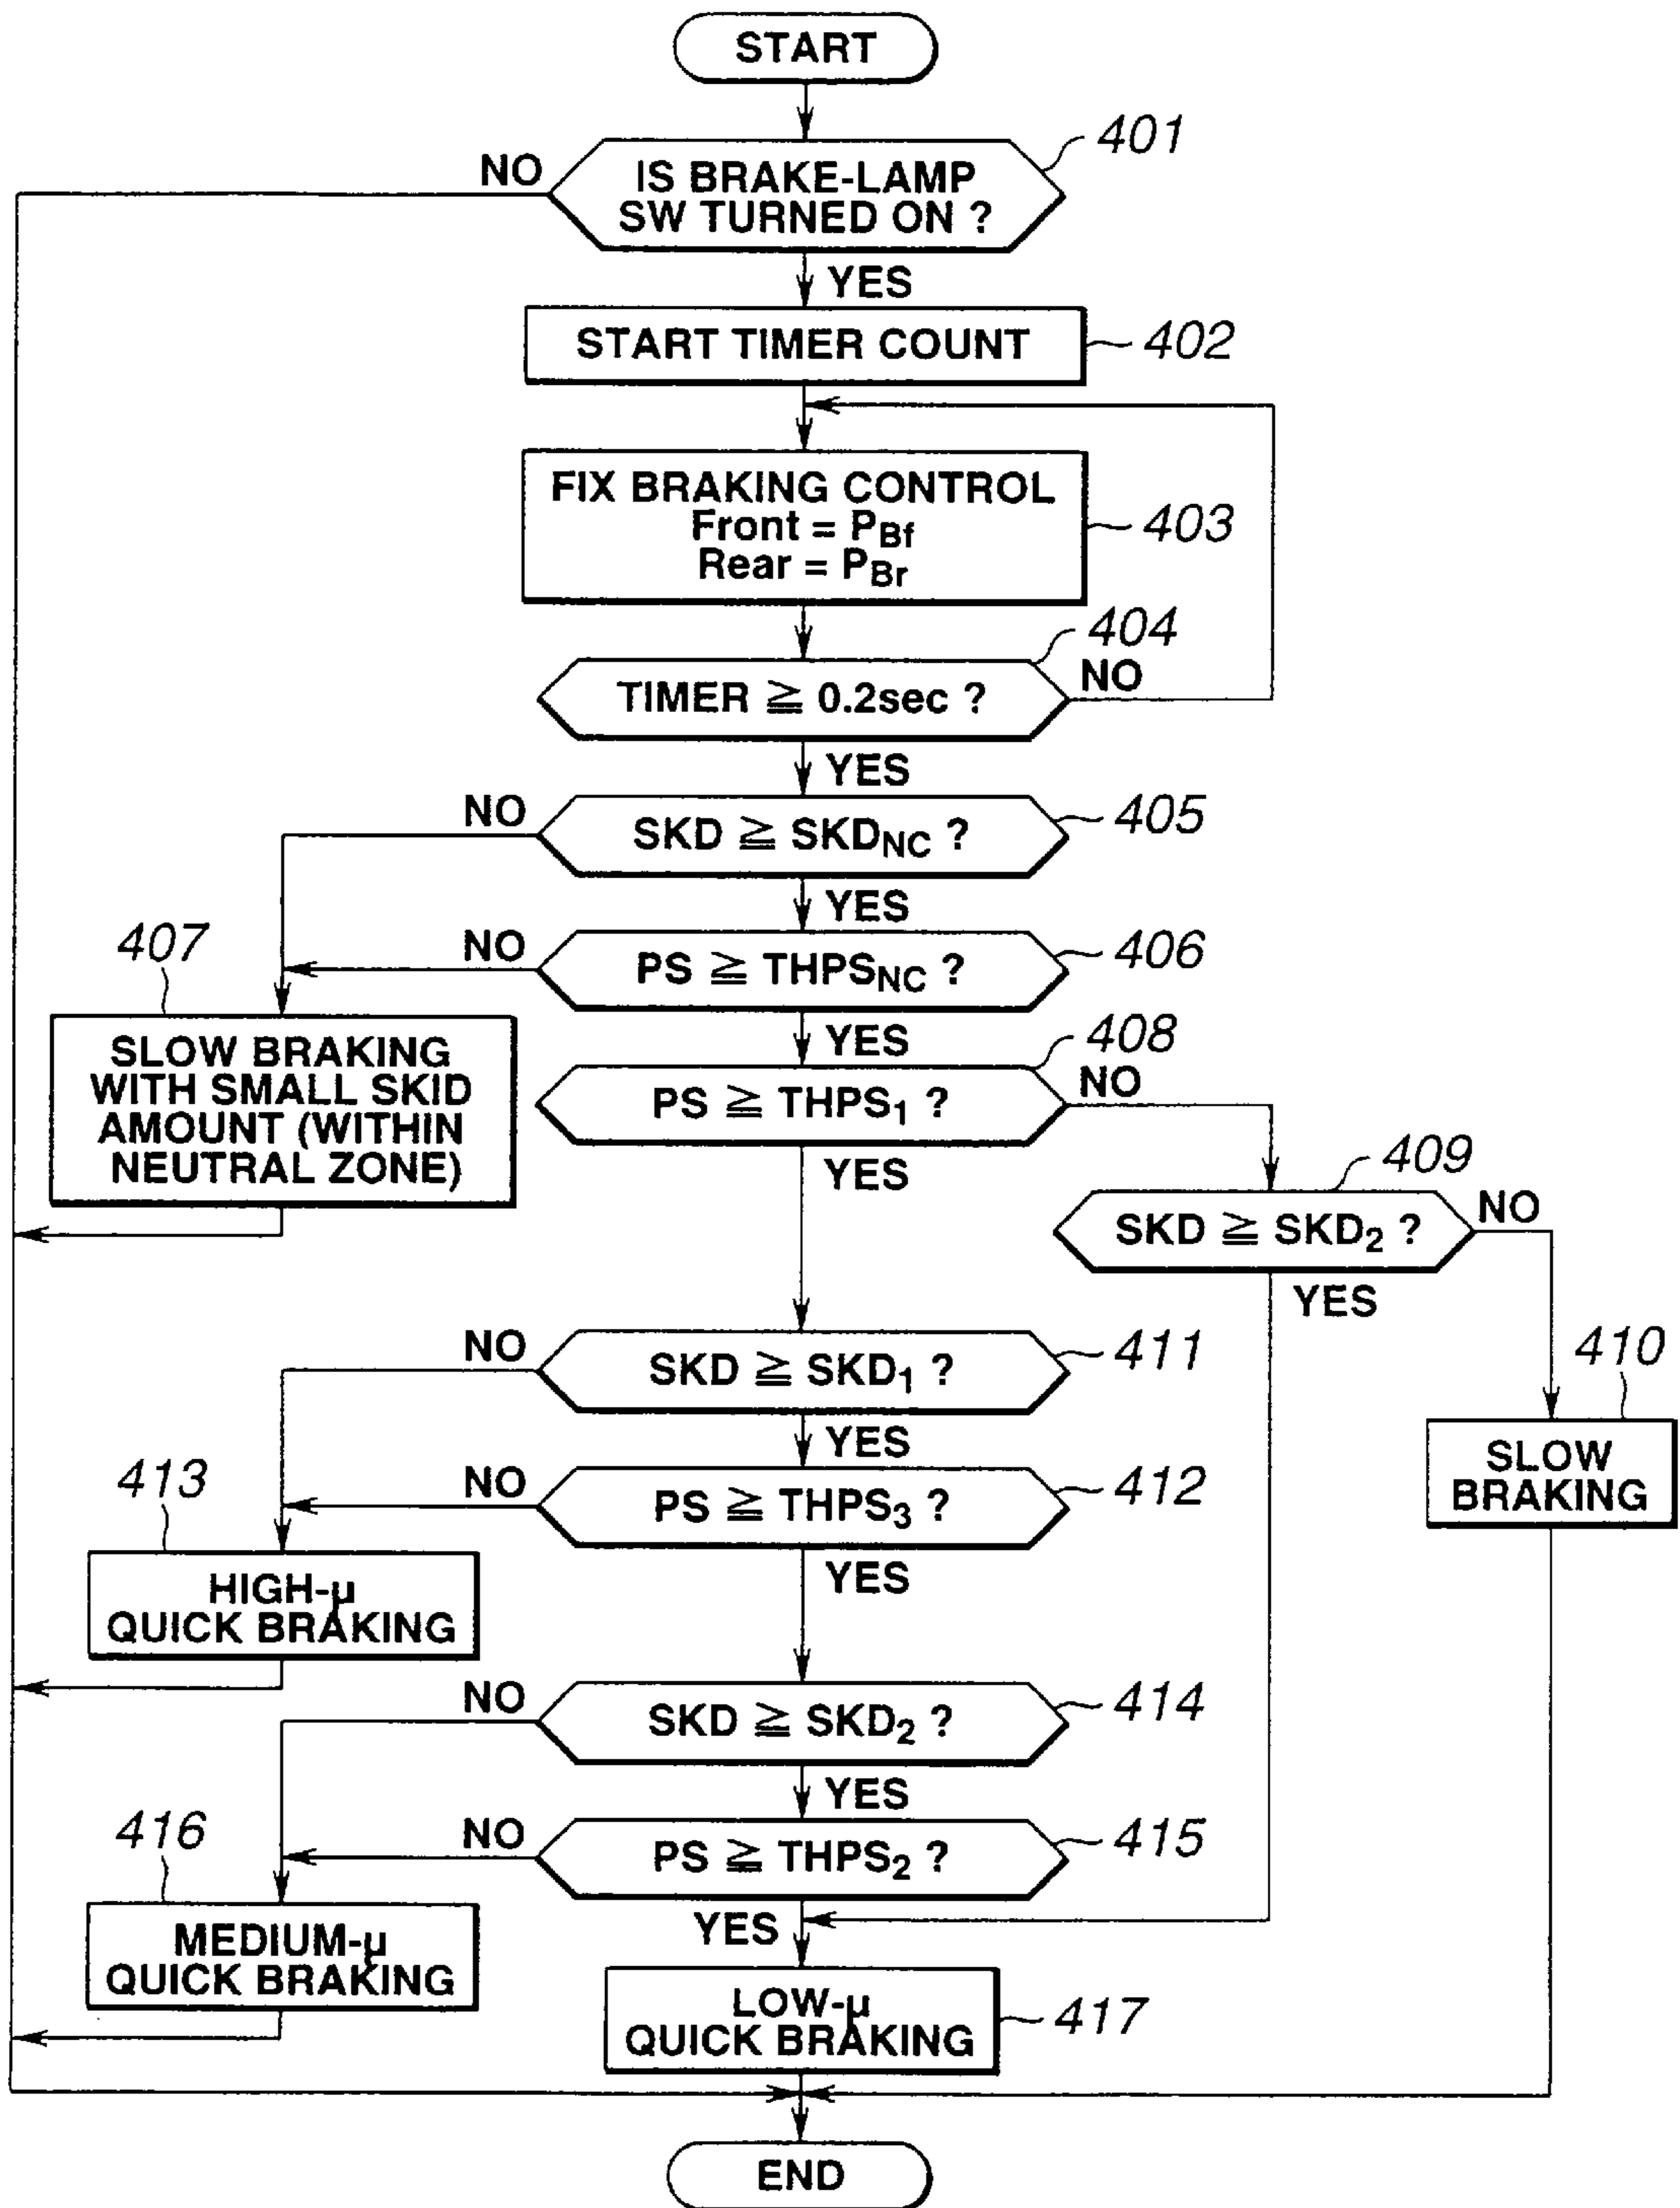 START
401
NO
IS BRAKE-LAMP
SW TURNED ON ?
YES
START TIMER COUNT
402
FIX BRAKING CONTROL
Front = PBf
Rear = PBr
403
404
TIMER ≧ 0.2sec ?
NO
YES
405
NO
SKD ≧ SKDNC ?
YES
406
407
NO
PS ≧ THPSNC ?
YES
408
SLOW BRAKING
WITH SMALL SKID
AMOUNT (WITHIN
NEUTRAL ZONE)
PS ≧ THPS1 ?
NO
YES
409
SKD ≧ SKD2 ?
NO
YES
411
NO
SKD ≧ SKD1 ?
YES
410
SLOW
BRAKING
412
413
NO
PS ≧ THPS3 ?
YES
HIGH-μ
QUICK BRAKING
414
NO
SKD ≧ SKD2 ?
YES
415
416
NO
PS ≧ THPS2 ?
YES
MEDIUM-μ
QUICK BRAKING
LOW-μ
QUICK BRAKING
417
END